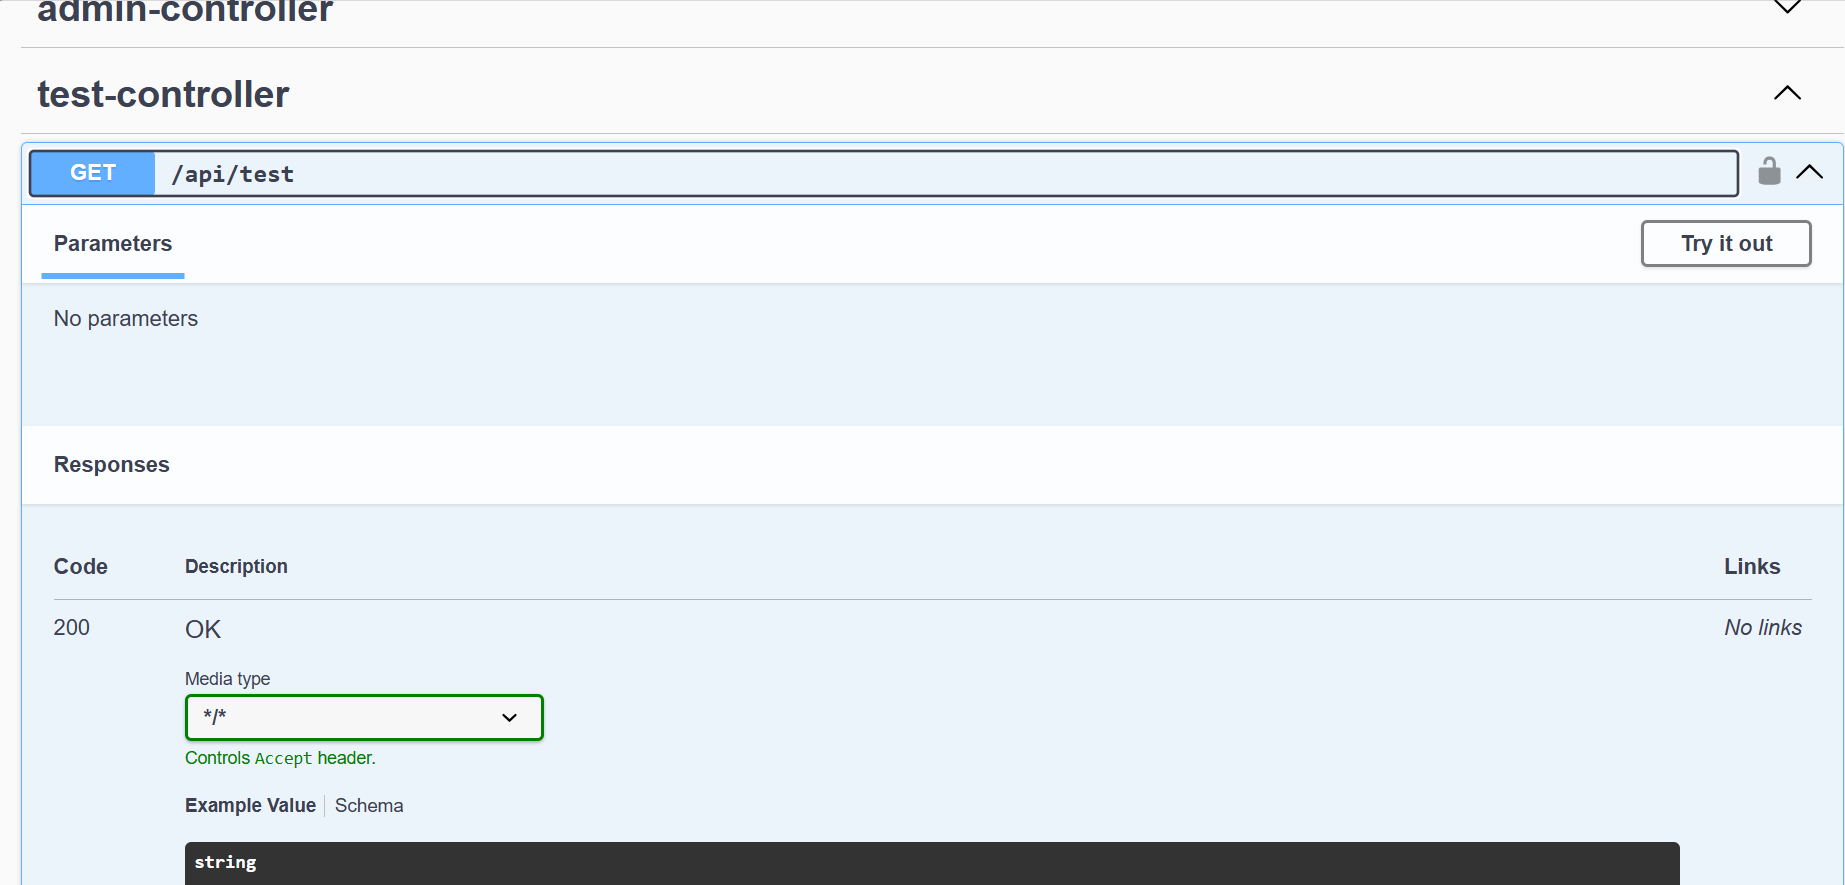 admin-controller
test-controller
GET /api/test
Parameters
Try it out
No parameters
Responses
Code Description Links
200 OK No links
Media type
*/*
Controls Accept header.
Example Value Schema
string